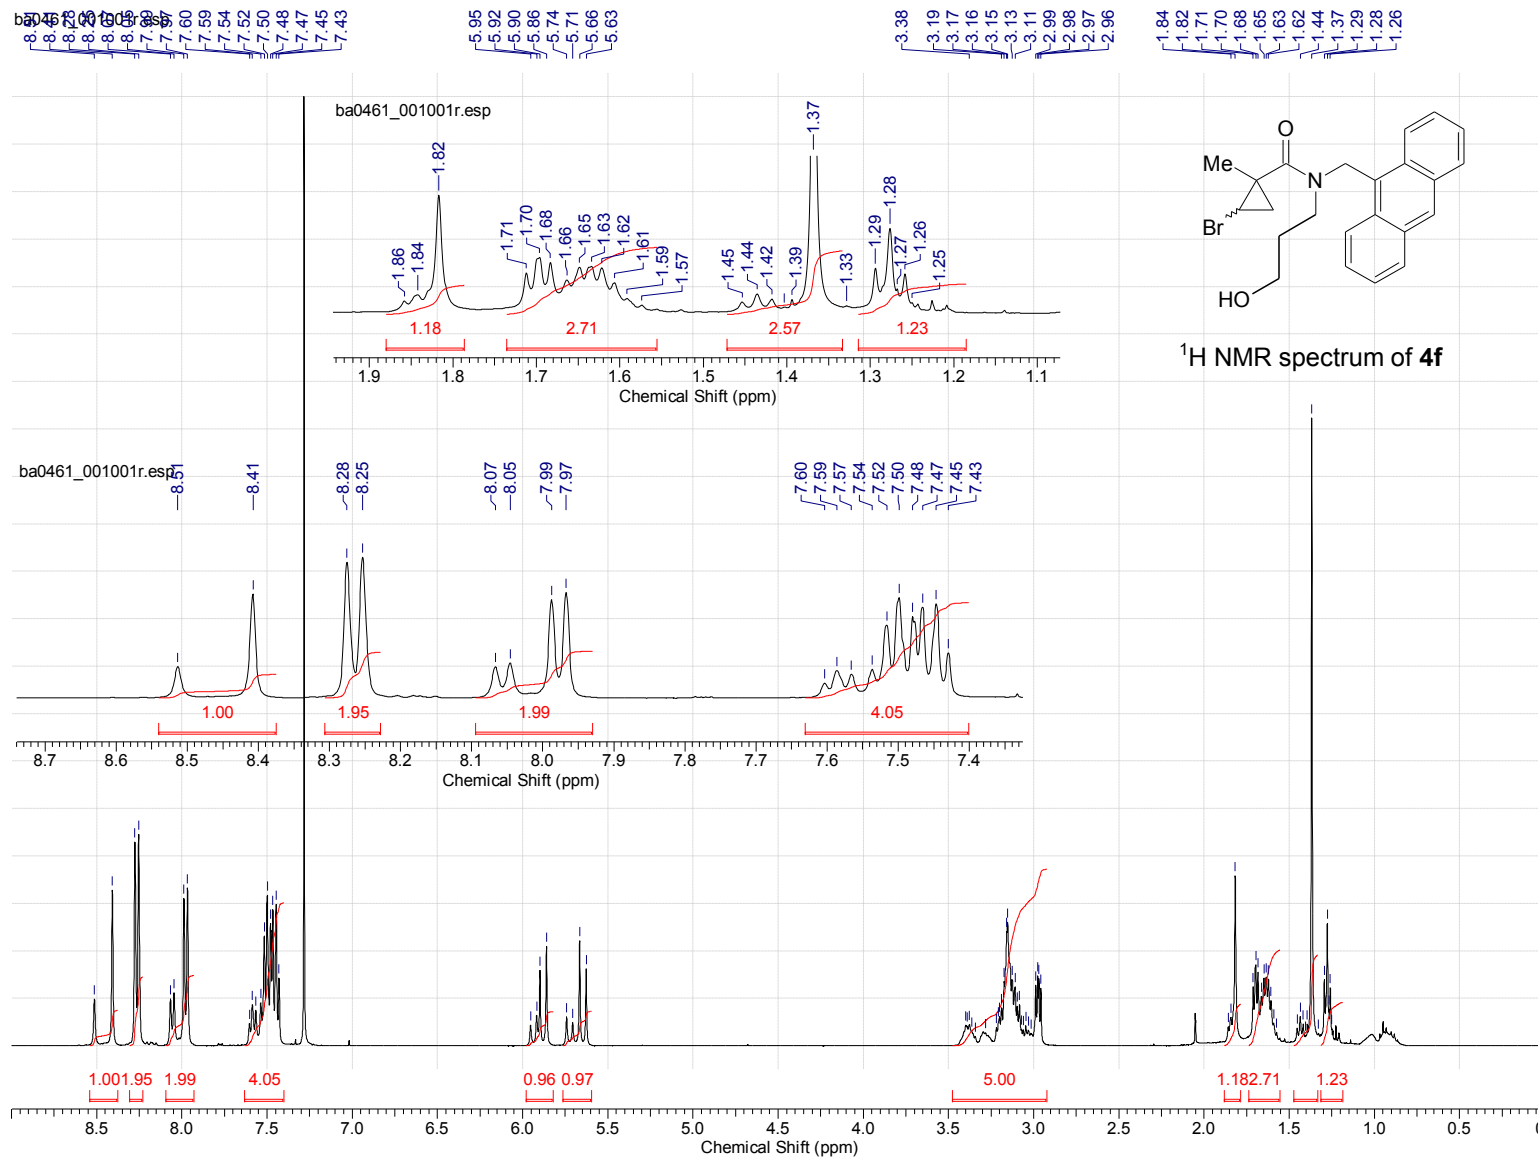 ba0461_001001r.esp
7.60 7.59 7.54 7.52 7.50 7.48 7.47 7.45 7.43
5.95 5.92 5.90 5.86 5.74 5.71 5.66 5.63
3.38 3.19 3.17 3.16 3.15 3.13 3.11 2.99 2.98 2.97 2.96
1.84 1.82 1.71 1.70 1.68 1.65 1.63 1.62 1.44 1.37 1.29 1.28 1.26
ba0461_001001r.esp
1.86 1.84 1.82 1.71 1.70 1.68 1.66 1.65 1.63 1.62 1.61 1.59 1.57 1.45 1.44 1.42 1.39 1.37 1.33 1.29 1.28 1.27 1.26 1.25
1.18 2.71 2.57 1.23
1.9 1.8 1.7 1.6 1.5 1.4 1.3 1.2 1.1
Chemical Shift (ppm)
O
Me
N
Br
HO
1H NMR spectrum of 4f
ba0461_001001r.esp
8.51 8.41 8.28 8.25 8.07 8.05 7.99 7.97 7.60 7.59 7.57 7.54 7.52 7.50 7.48 7.47 7.45 7.43
1.00 1.95 1.99 4.05
8.7 8.6 8.5 8.4 8.3 8.2 8.1 8.0 7.9 7.8 7.7 7.6 7.5 7.4
Chemical Shift (ppm)
1.00 1.95 1.99 4.05 0.96 0.97 5.00 1.18 2.71 1.23
8.5 8.0 7.5 7.0 6.5 6.0 5.5 5.0 4.5 4.0 3.5 3.0 2.5 2.0 1.5 1.0 0.5 0
Chemical Shift (ppm)